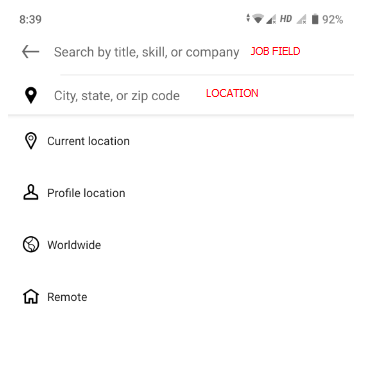 8:39 HD 92%
Search by title, skill, or company JOB FIELD
City, state, or zip code LOCATION
Current location
Profile location
Worldwide
Remote